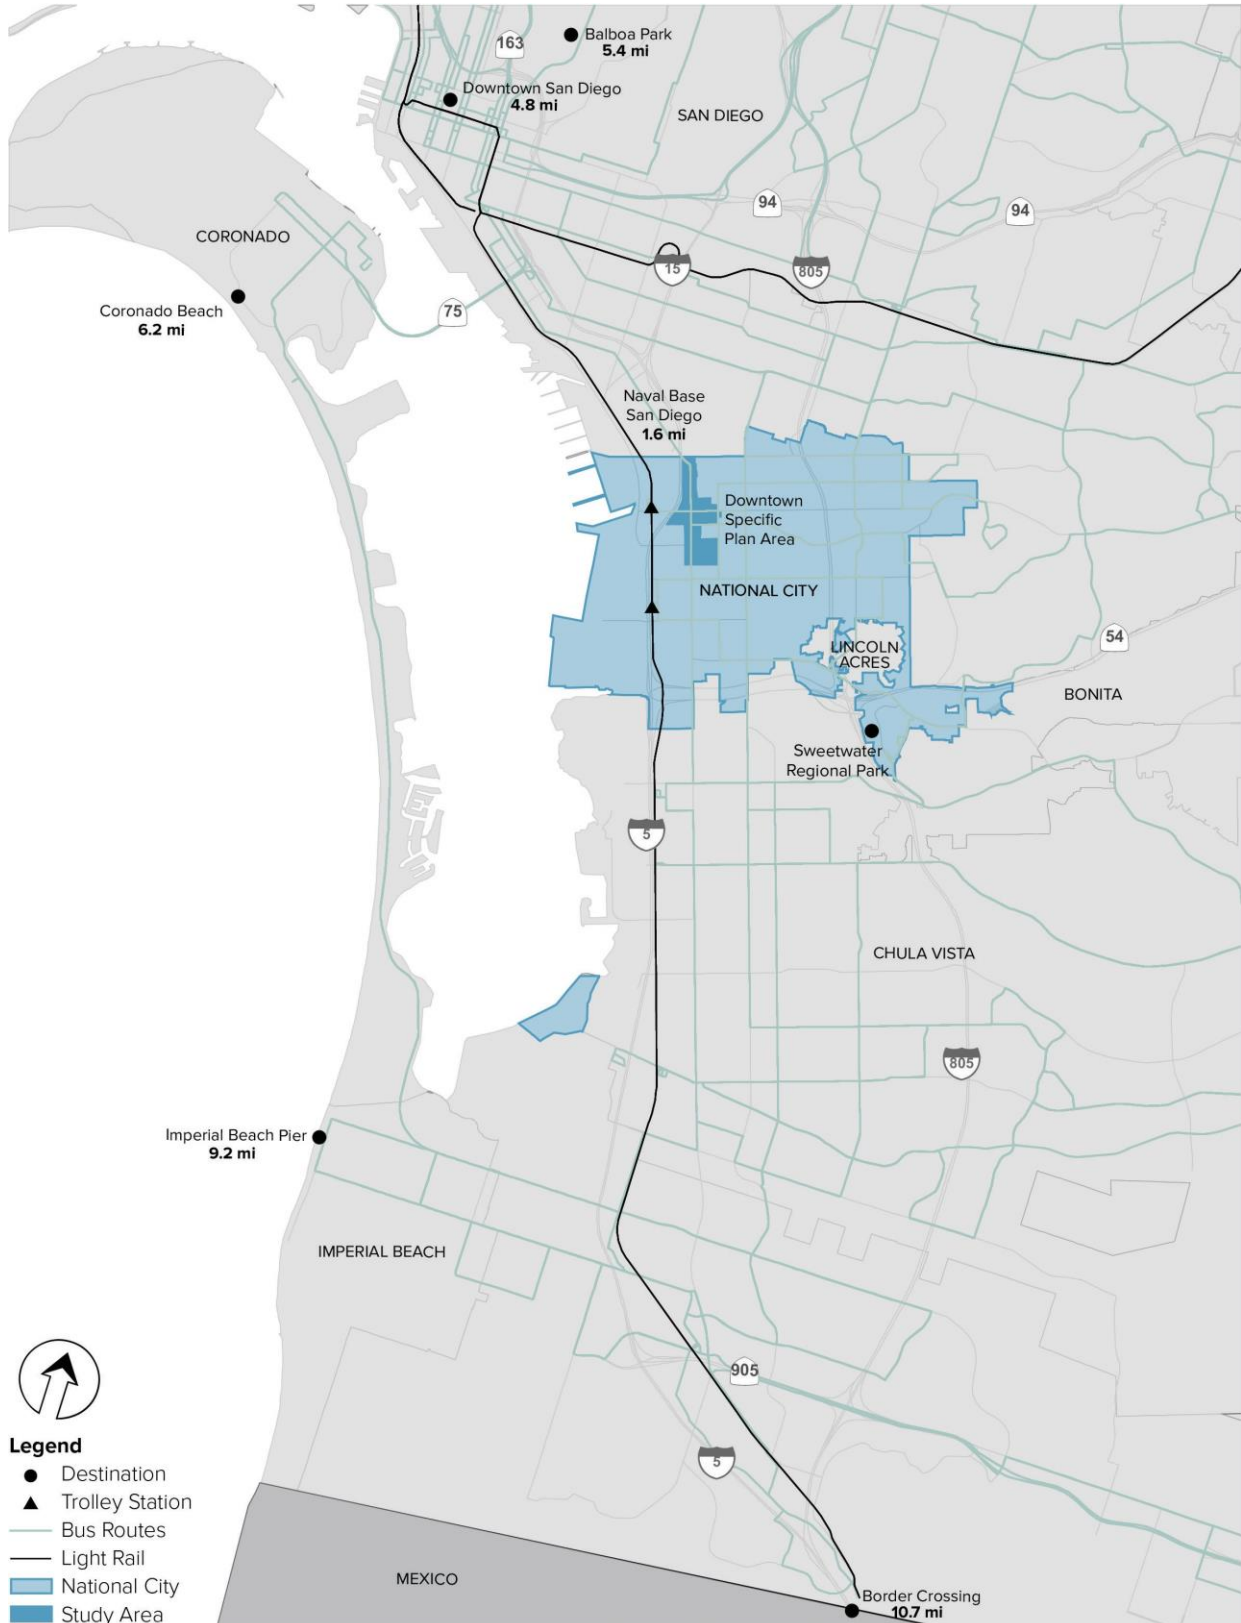 163
Balboa Park
5.4 mi
Downtown San Diego
4.8 mi
SAN DIEGO
94
94
CORONADO
15
805
Coronado Beach
6.2 mi
75
Naval Base
San Diego
1.6 mi
Downtown
Specific
Plan Area
NATIONAL CITY
LINCOLN
ACRES
54
BONITA
Sweetwater
Regional Park
5
CHULA VISTA
805
Imperial Beach Pier
9.2 mi
IMPERIAL BEACH
905
5
Legend
Destination
Trolley Station
Bus Routes
Light Rail
National City
Study Area
MEXICO
Border Crossing
10.7 mi